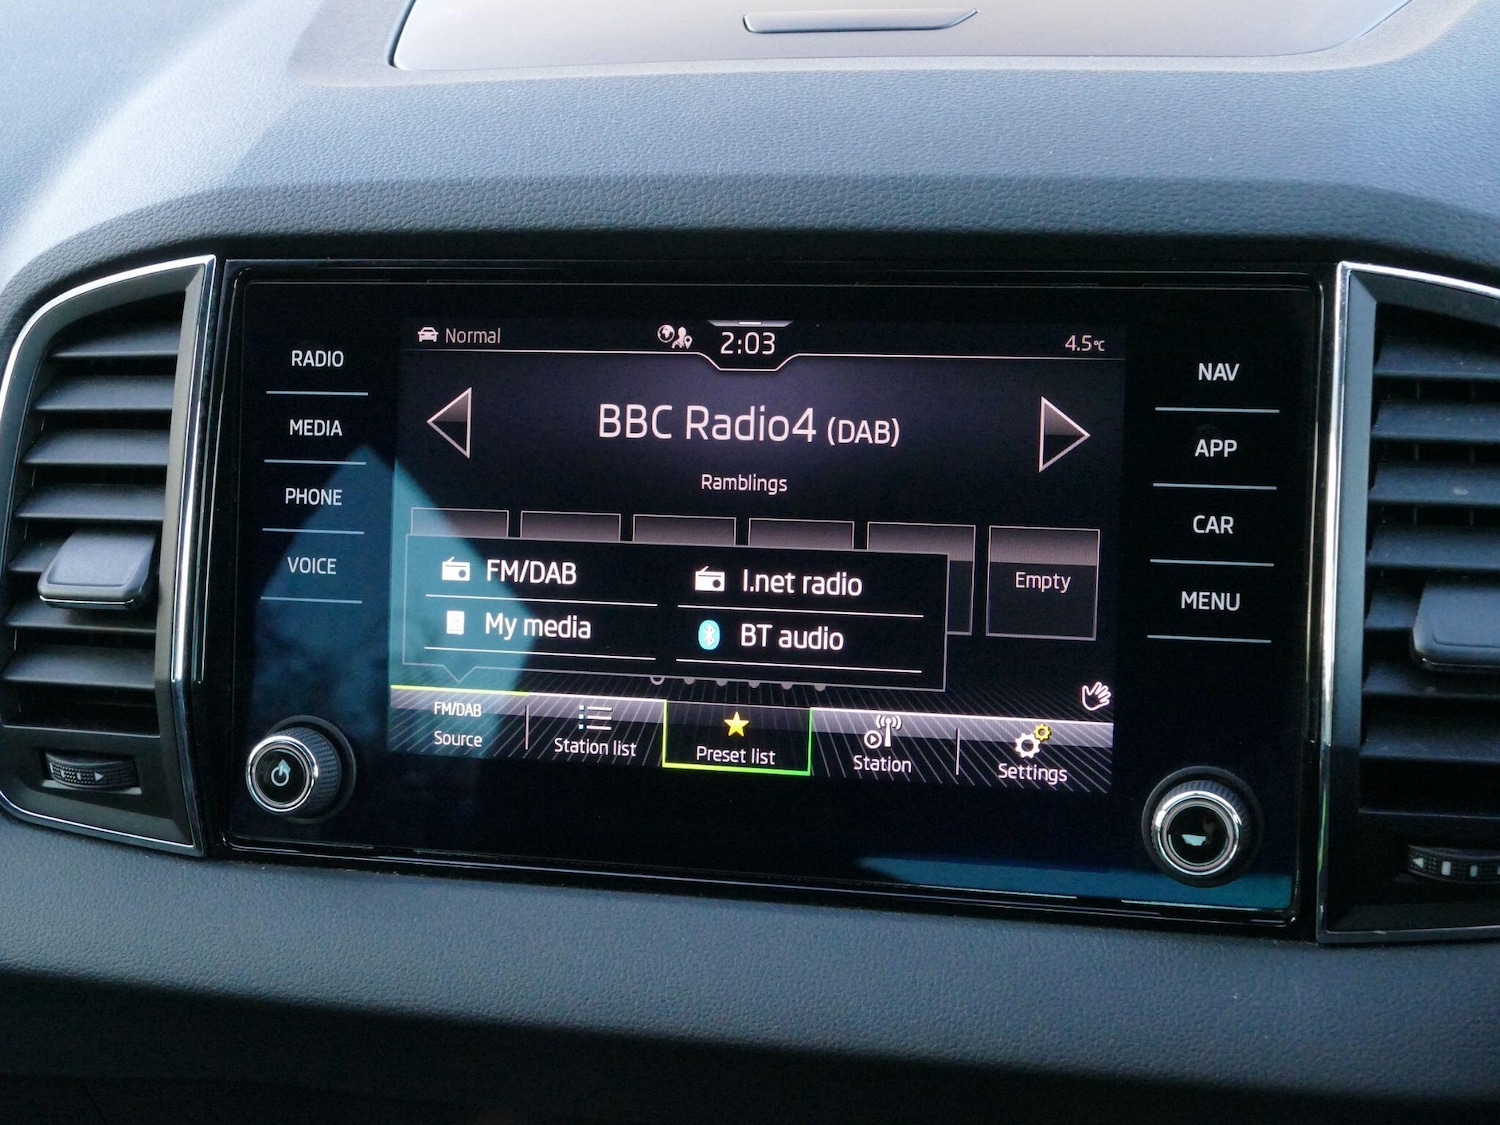 Normal
2:03
4.5°C
RADIO
MEDIA
PHONE
VOICE
BBC Radio4 (DAB)
Ramblings
FM/DAB
I.net radio
My media
BT audio
Empty
FM/DAB
Source
Station list
Preset list
Station
Settings
NAV
APP
CAR
MENU